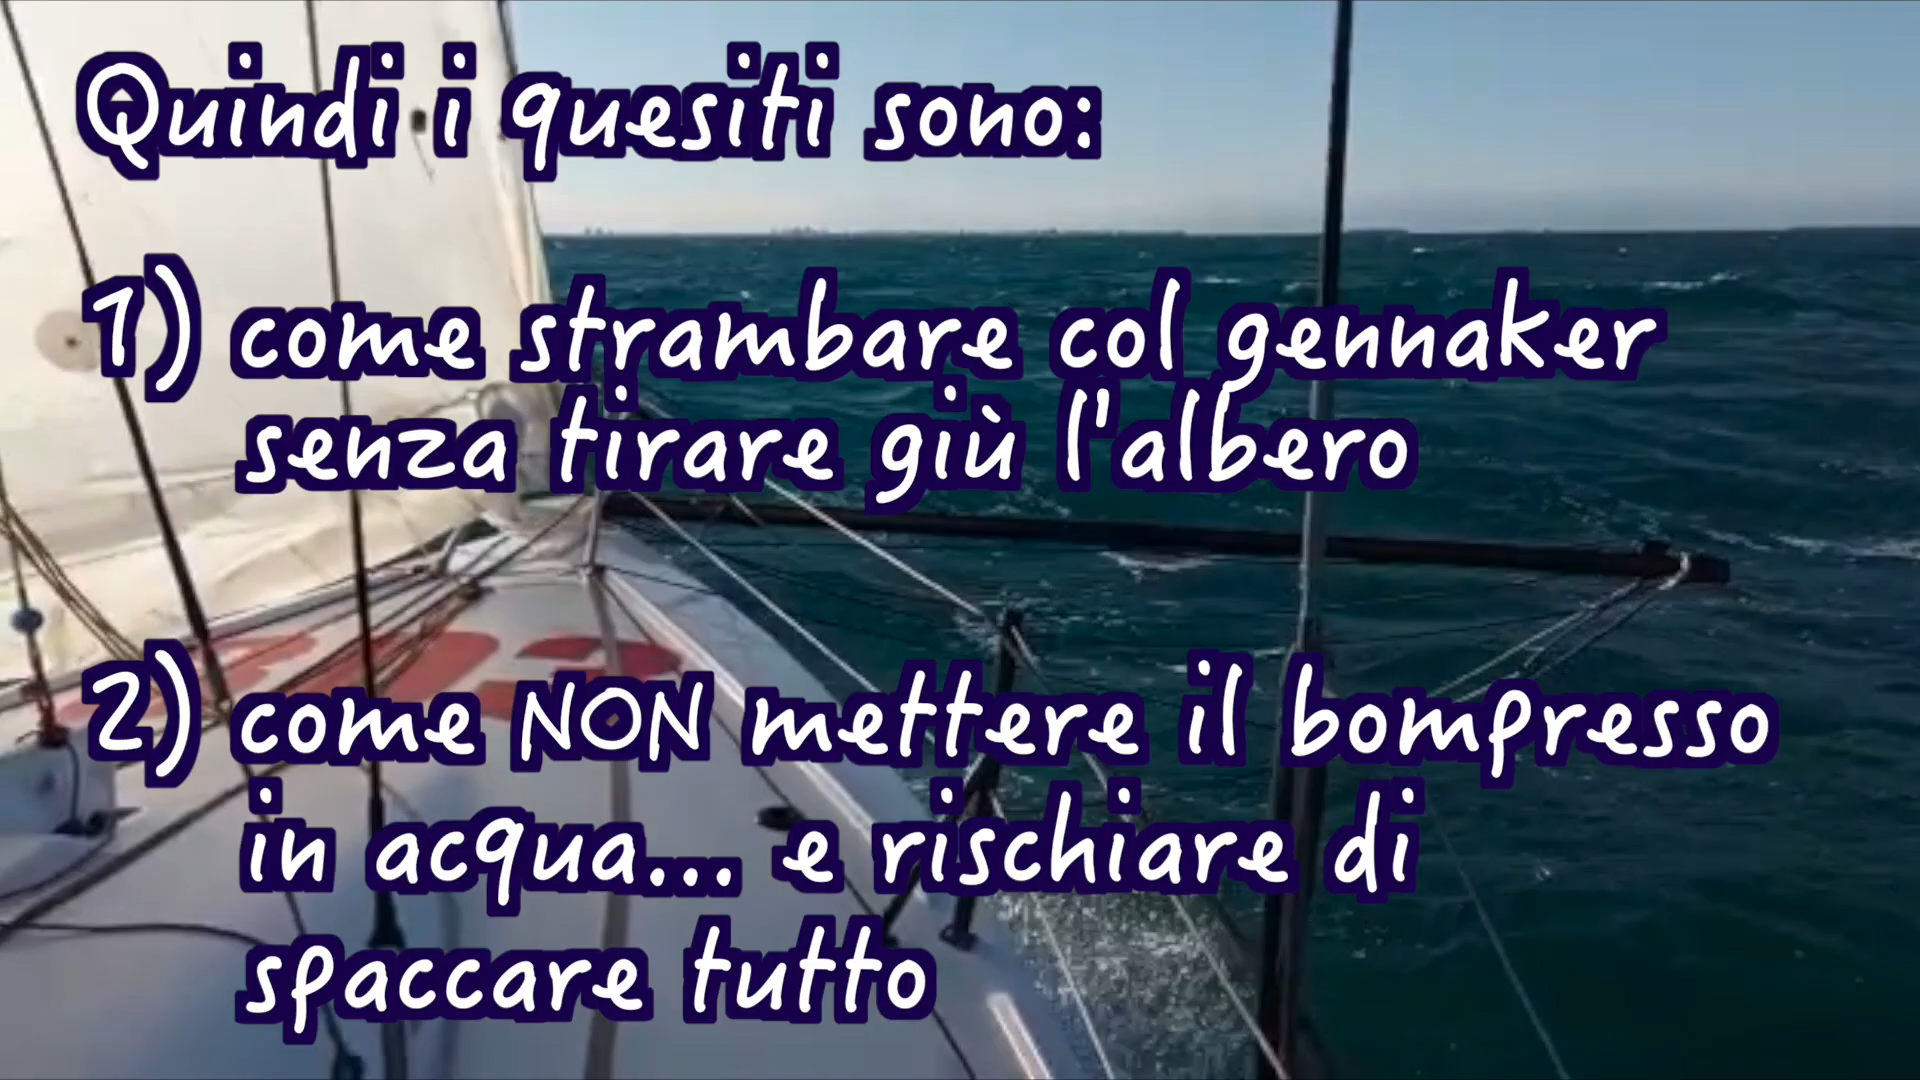 Quindi i quesiti sono:
1) come strambare col gennaker
senza tirare giù l'albero
2) come NON mettere il bompresso
in acqua... e rischiare di
spaccare tutto